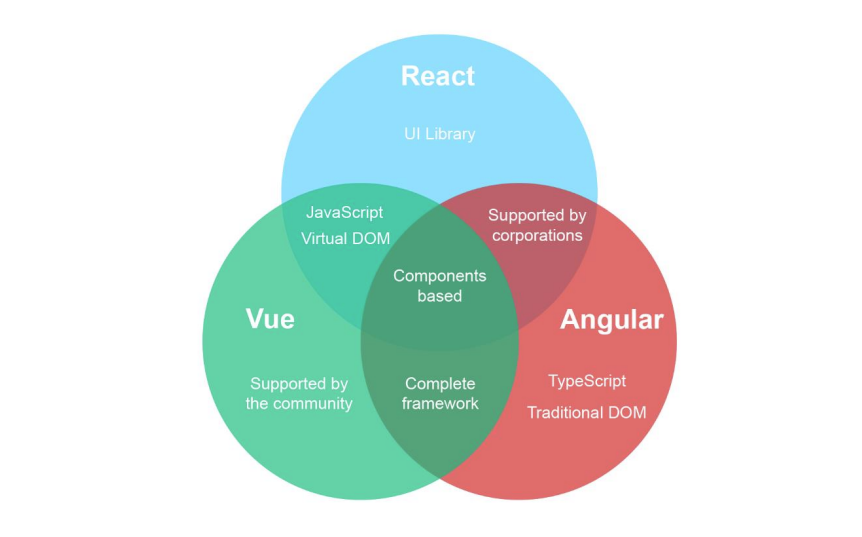 React
UI Library
JavaScript
Virtual DOM
Supported by
corporations
Components
based
Vue
Angular
Supported by
the community
Complete
framework
TypeScript
Traditional DOM